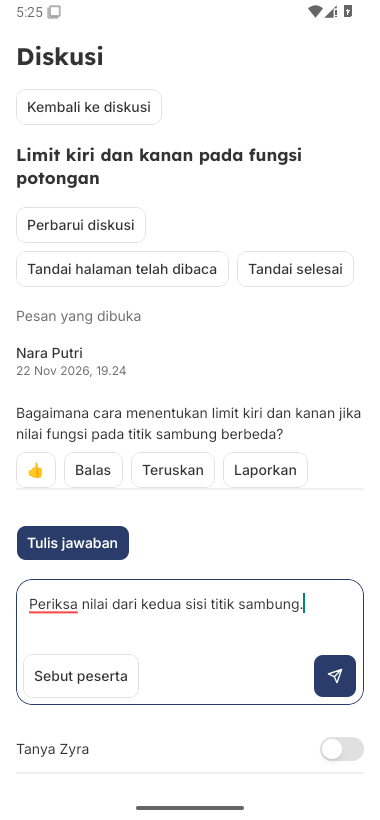 5:25
Diskusi
Kembali ke diskusi
Limit kiri dan kanan pada fungsi
potongan
Perbarui diskusi
Tandai halaman telah dibaca
Tandai selesai
Pesan yang dibuka
Nara Putri
22 Nov 2026, 19.24
Bagaimana cara menentukan limit kiri dan kanan jika
nilai fungsi pada titik sambung berbeda?
👍
Balas
Teruskan
Laporkan
Tulis jawaban
Periksa nilai dari kedua sisi titik sambung.
Sebut peserta
Tanya Zyra